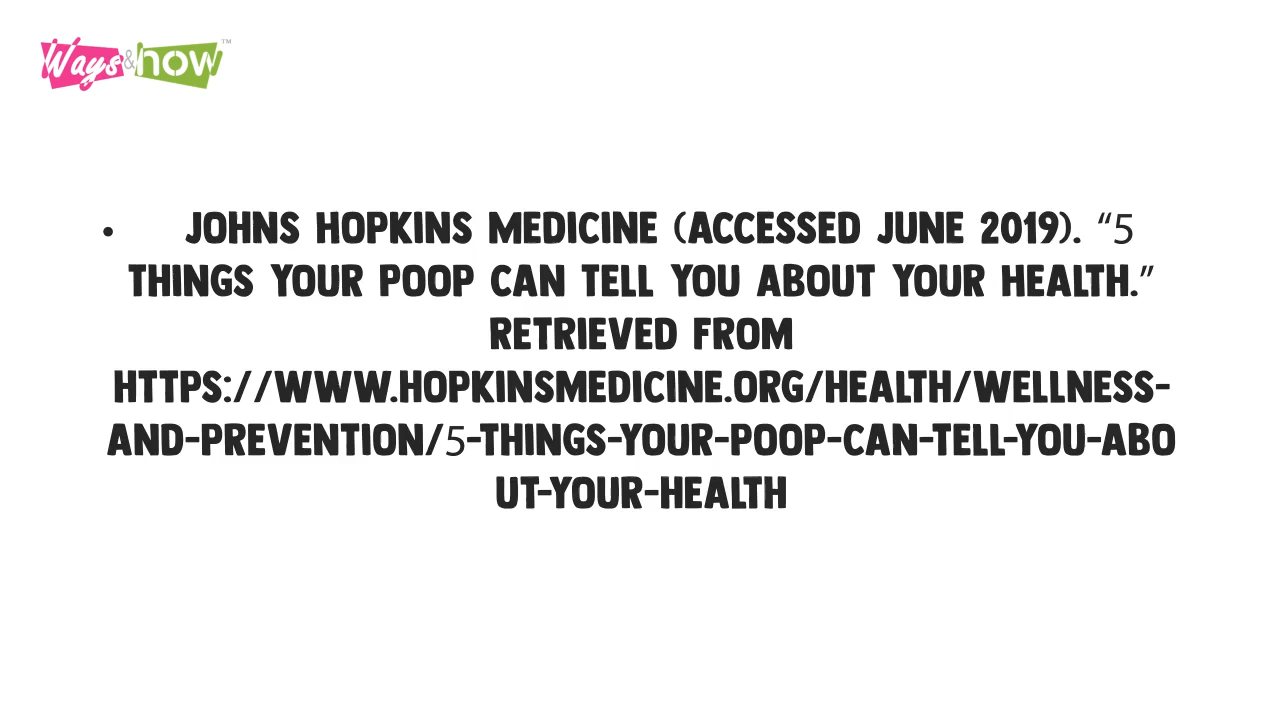 Ways&how™
• JOHNS HOPKINS MEDICINE (ACCESSED JUNE 2019). “5
THINGS YOUR POOP CAN TELL YOU ABOUT YOUR HEALTH.”
RETRIEVED FROM
HTTPS://WWW.HOPKINSMEDICINE.ORG/HEALTH/WELLNESS-
AND-PREVENTION/5-THINGS-YOUR-POOP-CAN-TELL-YOU-ABO
UT-YOUR-HEALTH